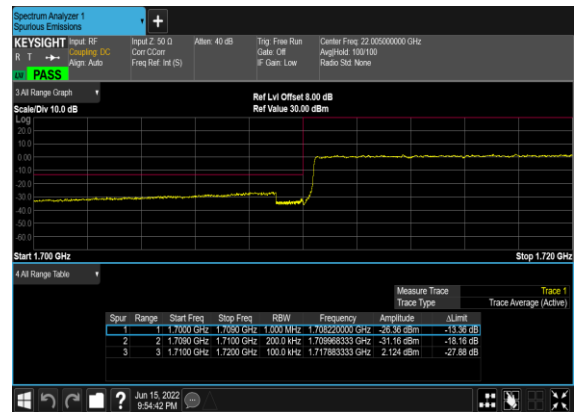 Spectrum Analyzer 1
Spurious Emissions
KEYSIGHT Input: RF Input Z: 50 Ω Atten: 40 dB Trig: Free Run Center Freq: 22.005000000 GHz
R T Coupling: DC Corr CCorr Gate: Off Avg|Hold: 100/100
Align: Auto Freq Ref: Int (S) IF Gain: Low Radio Std: None
PASS
3 All Range Graph
Ref Lvl Offset 8.00 dB
Scale/Div 10.0 dB Ref Value 30.00 dBm
Log
20.0
10.0
0.00
-10.0
-20.0
-30.0
-40.0
-50.0
-60.0
Start 1.700 GHz Stop 1.720 GHz
4 All Range Table
Measure Trace Trace 1
Trace Type Trace Average (Active)
Spur Range Start Freq Stop Freq RBW Frequency Amplitude ΔLimit
1 1 1.7000 GHz 1.7090 GHz 1.000 MHz 1.708220000 GHz -26.36 dBm -13.36 dB
2 2 1.7090 GHz 1.7100 GHz 200.0 kHz 1.709968333 GHz -31.16 dBm -18.16 dB
3 3 1.7100 GHz 1.7200 GHz 100.0 kHz 1.717883333 GHz 2.124 dBm -27.88 dB
? Jun 15, 2022
9:54:42 PM